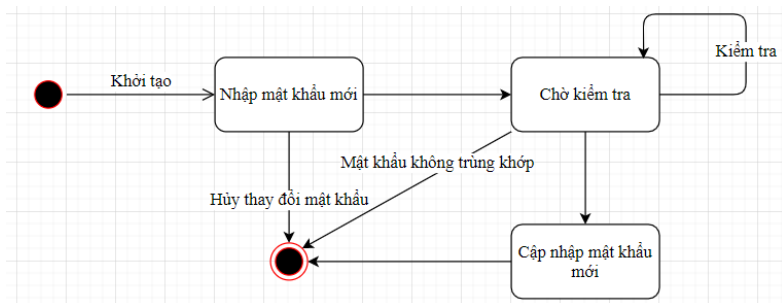 Khởi tạo
Nhập mật khẩu mới
Chờ kiểm tra
Kiểm tra
Mật khẩu không trùng khớp
Hủy thay đổi mật khẩu
Cập nhập mật khẩu
mới